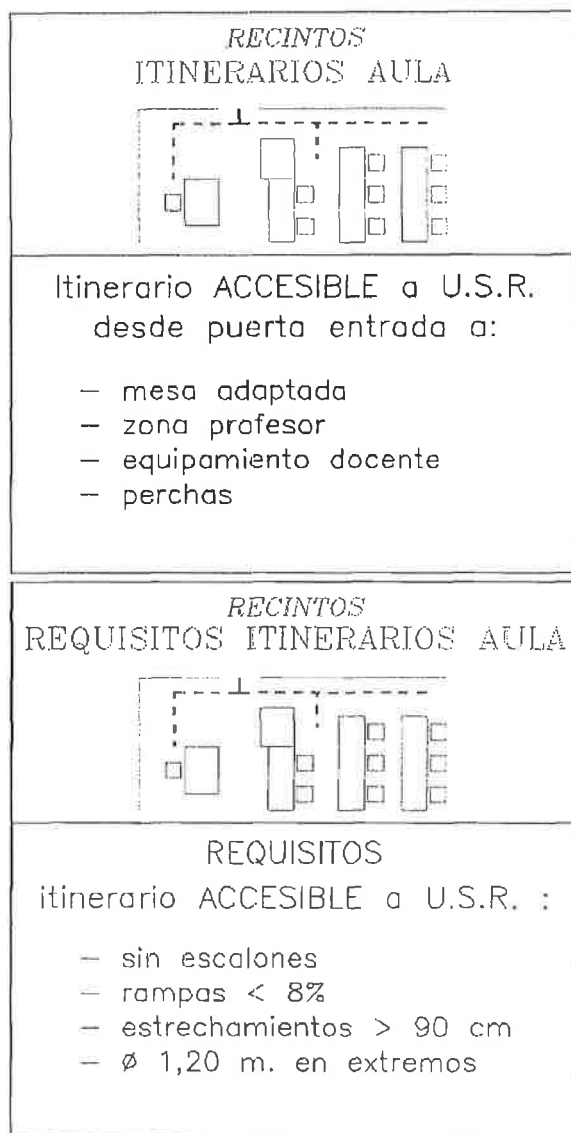 RECINTOS
ITINERARIOS AULA
Itinerario ACCESIBLE a U.S.R.
desde puerta entrada a:
– mesa adaptada
– zona profesor
– equipamiento docente
– perchas
RECINTOS
REQUISITOS ITINERARIOS AULA
REQUISITOS
itinerario ACCESIBLE a U.S.R. :
– sin escalones
– rampas < 8%
– estrechamientos > 90 cm
– ø 1,20 m. en extremos